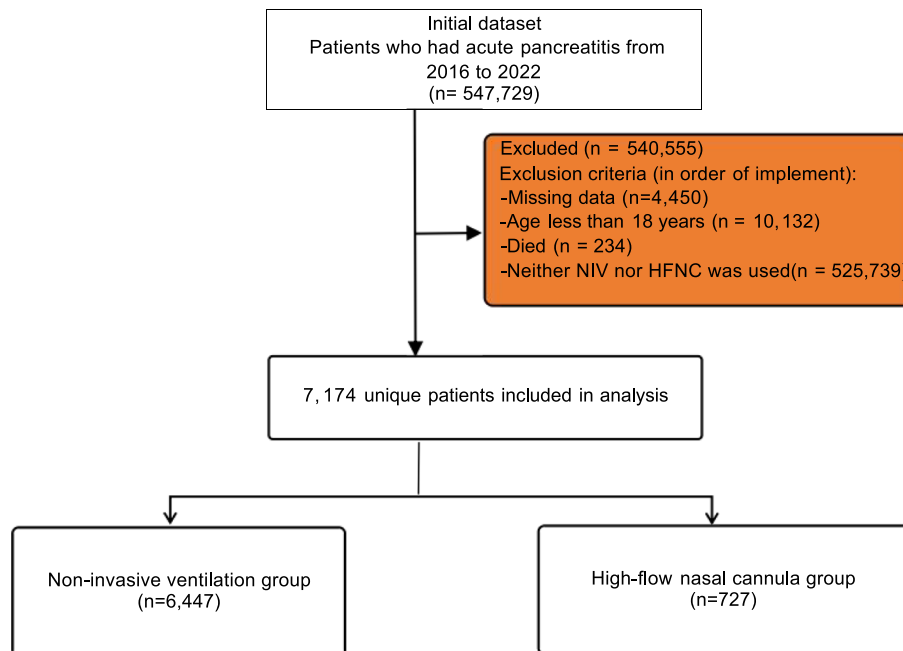 Initial dataset
Patients who had acute pancreatitis from
2016 to 2022
(n= 547,729)
Excluded (n = 540,555)
Exclusion criteria (in order of implement):
-Missing data (n=4,450)
-Age less than 18 years (n = 10,132)
-Died (n = 234)
-Neither NIV nor HFNC was used(n = 525,739)
7,174 unique patients included in analysis
Non-invasive ventilation group
(n=6,447)
High-flow nasal cannula group
(n=727)